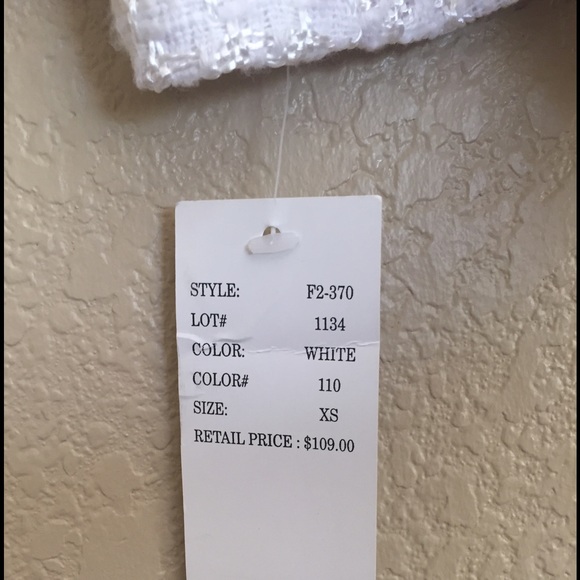 STYLE: F2-370
LOT# 1134
COLOR: WHITE
COLOR# 110
SIZE: XS
RETAIL PRICE : $109.00